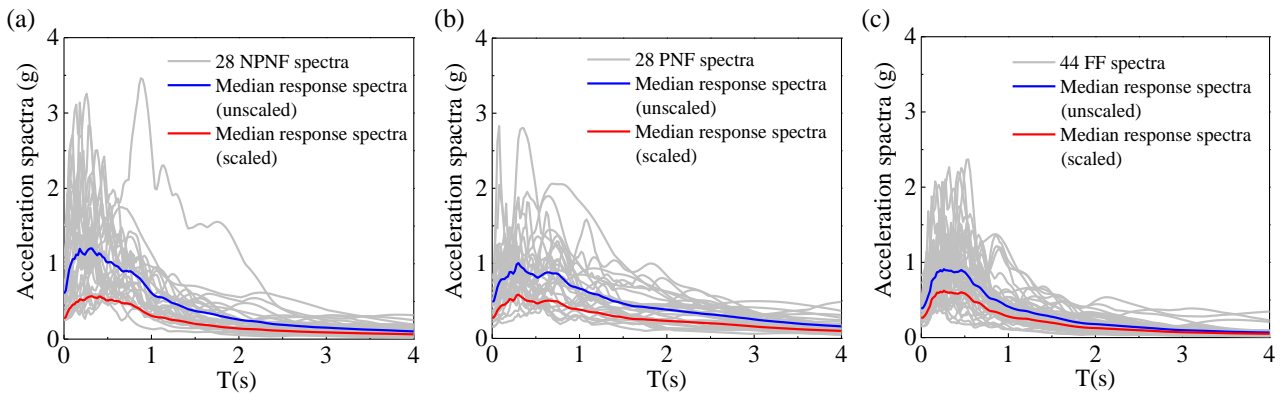 (a)
Acceleration spactra (g)
4
3
2
1
0
28 NPNF spectra
Median response spectra
(unscaled)
Median response spectra
(scaled)
0 1 2 3 4
T(s)
(b)
Acceleration spactra (g)
4
3
2
1
0
28 PNF spectra
Median response spectra
(unscaled)
Median response spectra
(scaled)
0 1 2 3 4
T(s)
(c)
Acceleration spactra (g)
4
3
2
1
0
44 FF spectra
Median response spectra
(unscaled)
Median response spectra
(scaled)
0 1 2 3 4
T(s)